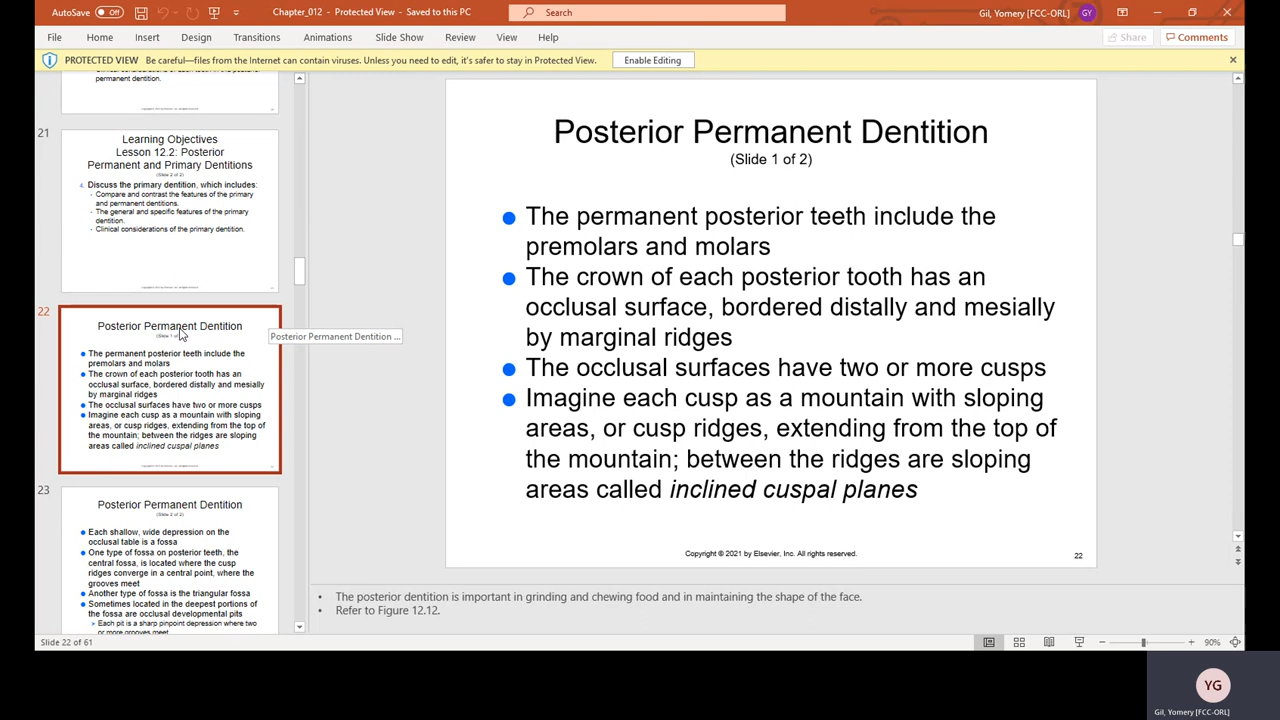 AutoSave Off
Chapter_012 - Protected View - Saved to this PC
Search
Gil, Yomery [FCC-ORL]
GY
File Home Insert Design Transitions Animations Slide Show Review View Help
Share
Comments
PROTECTED VIEW Be careful—files from the Internet can contain viruses. Unless you need to edit, it's safer to stay in Protected View.
Enable Editing
permanent dentition.
21
Learning Objectives
Lesson 12.2: Posterior
Permanent and Primary Dentitions
(Slide 2 of 2)
4. Discuss the primary dentition, which includes:
Compare and contrast the features of the primary
and permanent dentitions.
The general and specific features of the primary
dentition.
Clinical considerations of the primary dentition.
22
Posterior Permanent Dentition
The permanent posterior teeth include the
premolars and molars
The crown of each posterior tooth has an
occlusal surface, bordered distally and mesially
by marginal ridges
The occlusal surfaces have two or more cusps
Imagine each cusp as a mountain with sloping
areas, or cusp ridges, extending from the top of
the mountain; between the ridges are sloping
areas called inclined cuspal planes
Posterior Permanent Dentition ...
23
Posterior Permanent Dentition
(Slide 2 of 2)
Each shallow, wide depression on the
occlusal table is a fossa
One type of fossa on posterior teeth, the
central fossa, is located where the cusp
ridges converge in a central point, where the
grooves meet
Another type of fossa is the triangular fossa
Sometimes located in the deepest portions of
the fossa are occlusal developmental pits
Each pit is a sharp pinpoint depression where two
or more grooves meet
Posterior Permanent Dentition
(Slide 1 of 2)
The permanent posterior teeth include the
premolars and molars
The crown of each posterior tooth has an
occlusal surface, bordered distally and mesially
by marginal ridges
The occlusal surfaces have two or more cusps
Imagine each cusp as a mountain with sloping
areas, or cusp ridges, extending from the top of
the mountain; between the ridges are sloping
areas called inclined cuspal planes
Copyright © 2021 by Elsevier, Inc. All rights reserved.
22
• The posterior dentition is important in grinding and chewing food and in maintaining the shape of the face.
• Refer to Figure 12.12.
Slide 22 of 61
90%
YG
Gil, Yomery [FCC-ORL]